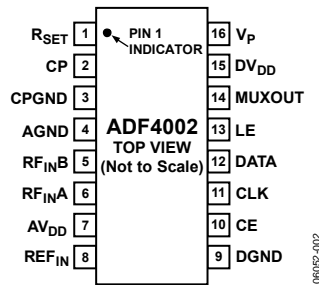 RSET 1 PIN 1 INDICATOR 16 VP
CP 2 15 DVDD
CPGND 3 14 MUXOUT
AGND 4 ADF4002 13 LE
TOP VIEW
RFINB 5 (Not to Scale) 12 DATA
RFINA 6 11 CLK
AVDD 7 10 CE
REFIN 8 9 DGND
06052-002